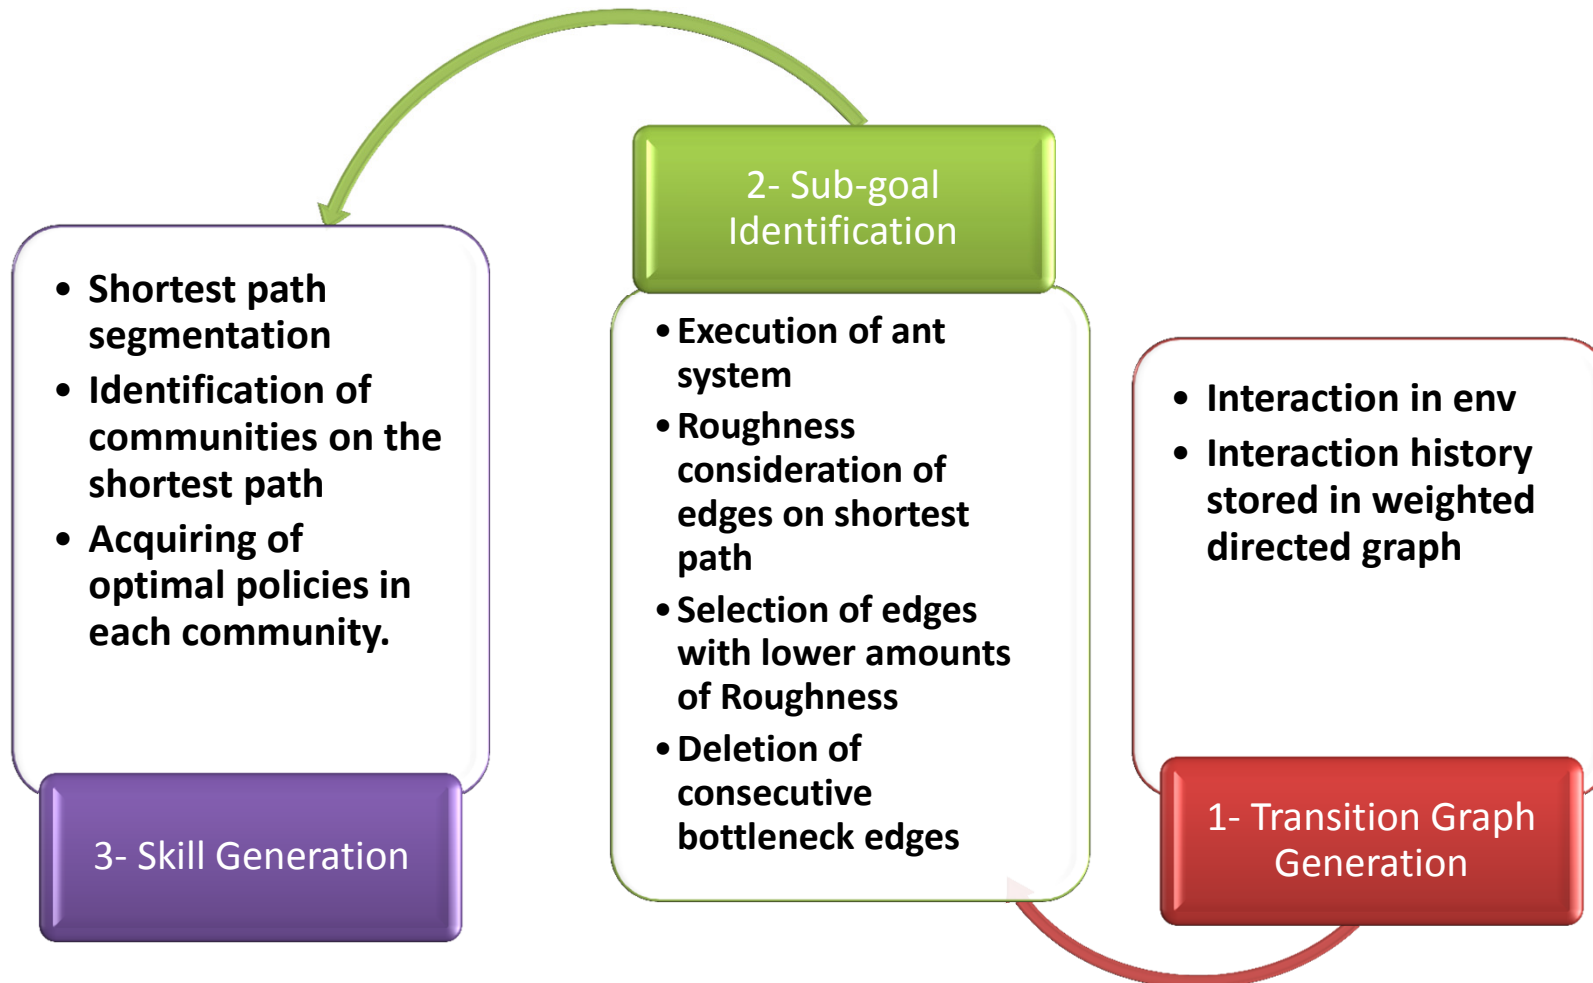 2- Sub-goal
Identification
• Shortest path
segmentation
• Identification of
communities on the
shortest path
• Acquiring of
optimal policies in
each community.
3- Skill Generation
• Execution of ant
system
• Roughness
consideration of
edges on shortest
path
• Selection of edges
with lower amounts
of Roughness
• Deletion of
consecutive
bottleneck edges
• Interaction in env
• Interaction history
stored in weighted
directed graph
1- Transition Graph
Generation